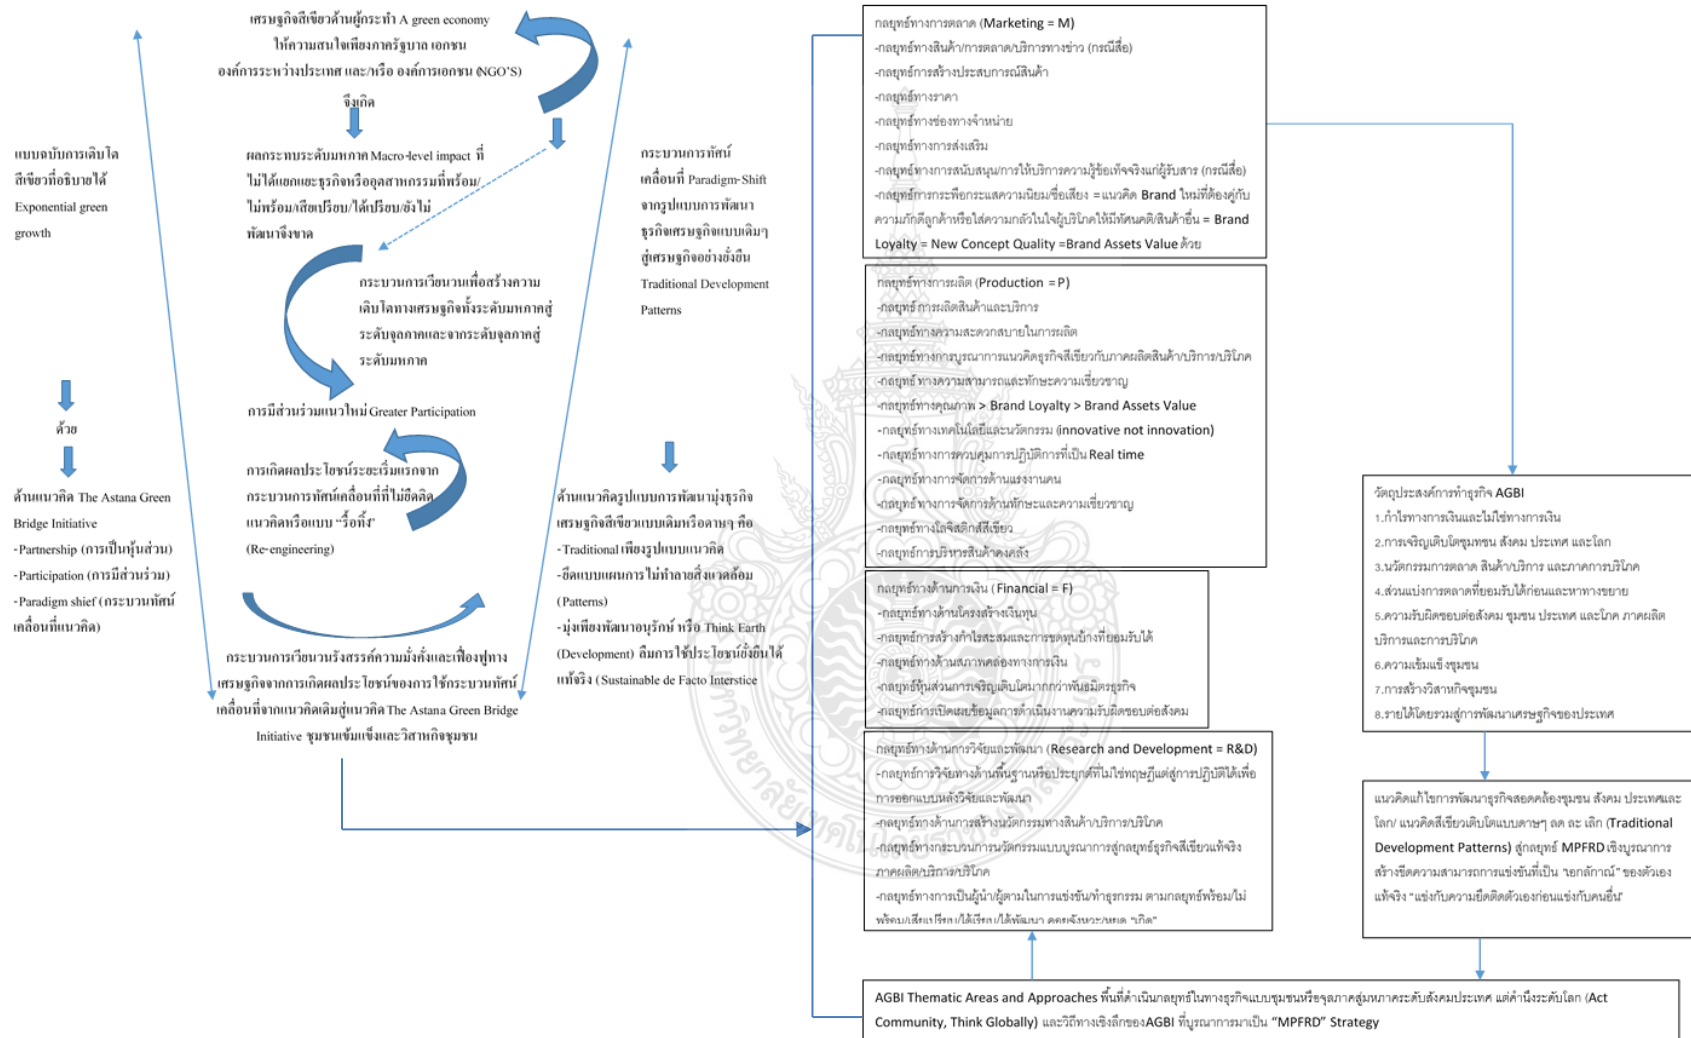 เศรษฐกิจสีเขียวด้านผู้กระทำ A green economy
ให้ความสนใจเพียงภาครัฐบาล เอกชน
องค์การระหว่างประเทศ และ/หรือ องค์การเอกชน (NGO'S)
จึงเกิด
ผลกระทบระดับมหภาค Macro-level impact ที่
ไม่ได้แยกแยะธุรกิจหรืออุตสาหกรรมที่พร้อม/
ไม่พร้อม/เสียเปรียบ/ได้เปรียบ/ยังไม่
พัฒนาจึงขาด
กระบวนการเวียนวนเพื่อสร้างความ
เติบโตทางเศรษฐกิจทั้งระดับมหภาคสู่
ระดับจุลภาคและจากระดับจุลภาคสู่
ระดับมหภาค
การมีส่วนร่วมแนวใหม่ Greater Participation
การเกิดผลประโยชน์ระยะเริ่มแรกจาก
กระบวนการทัศน์เคลื่อนที่ที่ไม่ยึดติด
แนวคิดหรือแบบ “รื้อทิ้ง”
(Re-engineering)
กระบวนการเวียนวนรังสรรค์ความมั่งคั่งและเฟื่องฟูทาง
เศรษฐกิจจากการเกิดผลประโยชน์ของการใช้กระบวนทัศน์
เคลื่อนที่จากแนวคิดเดิมสู่แนวคิด The Astana Green Bridge
Initiative ชุมชนเข้มแข็งและวิสาหกิจชุมชน
แบบฉบับการเติบโต
สีเขียวที่อธิบายได้
Exponential green
growth
ด้วย
ด้านแนวคิด The Astana Green
Bridge Initiative
-Partnership (การเป็นหุ้นส่วน)
-Participation (การมีส่วนร่วม)
-Paradigm shief (กระบวนทัศน์
เคลื่อนที่แนวคิด)
กระบวนการทัศน์
เคลื่อนที่ Paradigm-Shift
จากรูปแบบการพัฒนา
ธุรกิจเศรษฐกิจแบบเดิมๆ
สู่เศรษฐกิจอย่างยั่งยืน
Traditional Development
Patterns
ด้านแนวคิดรูปแบบการพัฒนามุ่งธุรกิจ
เศรษฐกิจสีเขียวแบบเดิมหรือดาษๆ คือ
-Traditional เพียงรูปแบบแนวคิด
-ยึดแบบแผนการไม่ทำลายสิ่งแวดล้อม
(Patterns)
-มุ่งเพียงพัฒนาอนุรักษ์ หรือ Think Earth
(Development) ลืมการใช้ประโยชน์ยั่งยืนได้
แท้จริง (Sustainable de Facto Interstice
กลยุทธ์ทางการตลาด (Marketing = M)
-กลยุทธ์ทางสินค้า/การตลาด/บริการทางข่าว (กรณีสื่อ)
-กลยุทธ์การสร้างประสบการณ์สินค้า
-กลยุทธ์ทางราคา
-กลยุทธ์ทางช่องทางจำหน่าย
-กลยุทธ์ทางการส่งเสริม
-กลยุทธ์ทางการสนับสนุน/การให้บริการความรู้ข้อเท็จจริงแก่ผู้รับสาร (กรณีสื่อ)
-กลยุทธ์การกระพือกระแสความนิยม/ชื่อเสียง =แนวคิด Brand ใหม่ที่ต้องคู่กับ
ความภักดีลูกค้าหรือใส่ความกลัวในใจผู้บริโภคให้มีทัศนคติ/สินค้าอื่น = Brand
Loyalty = New Concept Quality =Brand Assets Value ด้วย
กลยุทธ์ทางการผลิต (Production = P)
-กลยุทธ์การผลิตสินค้าและบริการ
-กลยุทธ์ทางความสะดวกสบายในการผลิต
-กลยุทธ์ทางการบูรณาการแนวคิดธุรกิจสีเขียวกับภาคผลิตสินค้า/บริการ/บริโภค
-กลยุทธ์ทางความสามารถและทักษะความเชี่ยวชาญ
-กลยุทธ์ทางคุณภาพ > Brand Loyalty > Brand Assets Value
-กลยุทธ์ทางเทคโนโลยีและนวัตกรรม (innovative not innovation)
-กลยุทธ์ทางการควบคุมการปฏิบัติการที่เป็น Real time
-กลยุทธ์ทางการจัดการด้านแรงงานคน
-กลยุทธ์ทางการจัดการด้านทักษะและความเชี่ยวชาญ
-กลยุทธ์ทางโลจิสติกส์สีเขียว
-กลยุทธ์การบริหารสินค้าคงคลัง
กลยุทธ์ทางด้านการเงิน (Financial = F)
-กลยุทธ์ทางด้านโครงสร้างเงินทุน
-กลยุทธ์การสร้างกำไรสะสมและการขาดทุนบ้างที่ยอมรับได้
-กลยุทธ์ทางด้านสภาพคล่องทางการเงิน
-กลยุทธ์หุ้นส่วนการเจริญเติบโตมากกว่าพันธมิตรธุรกิจ
-กลยุทธ์การเปิดเผยข้อมูลการดำเนินงานความรับผิดชอบต่อสังคม
กลยุทธ์ทางด้านการวิจัยและพัฒนา (Research and Development = R&D)
-กลยุทธ์การวิจัยทางด้านพื้นฐานหรือประยุกต์ที่ไม่ใช่ทฤษฎีแต่สู่การปฏิบัติได้เพื่อ
การออกแบบหลังวิจัยและพัฒนา
-กลยุทธ์ทางด้านการสร้างนวัตกรรมทางสินค้า/บริการ/บริโภค
-กลยุทธ์ทางกระบวนการนวัตกรรมแบบบูรณาการสู่กลยุทธ์ธุรกิจสีเขียวแท้จริง
ภาคผลิต/บริการ/บริโภค
-กลยุทธ์ทางการเป็นผู้นำ/ผู้ตามในการแข่งขัน/ทำธุรกรรม ตามกลยุทธ์พร้อม/ไม่
พร้อม/เสียเปรียบ/ได้เปรียบ/ได้พัฒนา คอยจังหวะ/หยุด “เกิด”
วัตถุประสงค์การทำธุรกิจ AGBI
1.กำไรทางการเงินและไม่ใช่ทางการเงิน
2.การเจริญเติบโตชุมทชน สังคม ประเทศ และโลก
3.นวัตกรรมการตลาด สินค้า/บริการ และภาคการบริโภค
4.ส่วนแบ่งการตลาดที่ยอมรับได้ก่อนและหาทางขยาย
5.ความรับผิดชอบต่อสังคม ชุมชน ประเทศ และโภค ภาคผลิต
บริการและการบริโภค
6.ความเข้มแข็งชุมชน
7.การสร้างวิสาหกิจชุมชน
8.รายได้โดยรวมสู่การพัฒนาเศรษฐกิจของประเทศ
แนวคิดแก้ไขการพัฒนาธุรกิจสอดคล้องชุมชน สังคม ประเทศและ
โลก/ แนวคิดสีเขียวเติบโตแบบดาษๆ ลด ละ เลิก (Traditional
Development Patterns) สู่กลยุทธ์ MPFRD เชิงบูรณาการ
สร้างขีดความสามารถการแข่งขันที่เป็น “เอกลักาณ์” ของตัวเอง
แท้จริง “แข่งกับความยึดติดตัวเองก่อนแข่งกับคนอื่น”
AGBI Thematic Areas and Approaches พื้นที่ดำเนินกลยุทธ์ในทางธุรกิจแบบชุมชนหรือจุลภาคสู่มหภาคระดับสังคมประเทศ แต่คำนึงระดับโลก (Act
Community, Think Globally) และวิถีทางเชิงลึกของAGBI ที่บูรณาการมาเป็น “MPFRD” Strategy
มหาวิทยาลัยเทคโนโลยีราชมงคล